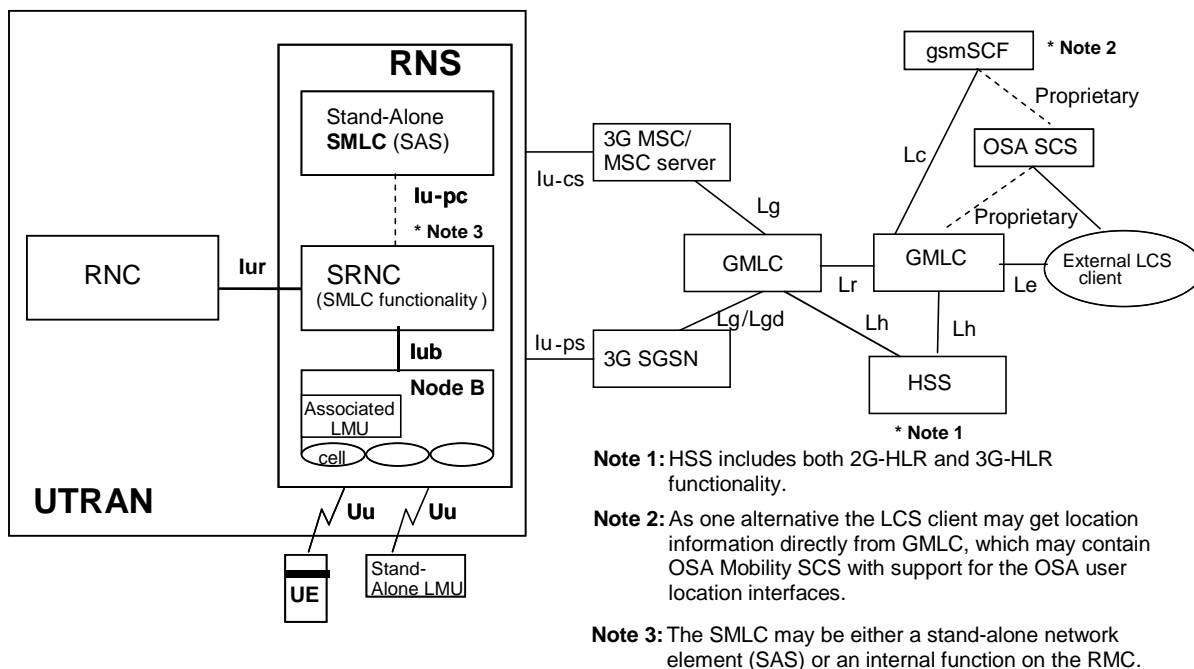 RNS
Stand-Alone
SMLC (SAS)
Iu-pc
* Note 3
RNC
Iur
SRNC
(SMLC functionality)
Iub
Node B
Associated
LMU
cell
UTRAN
Uu
Uu
UE
Stand-
Alone LMU
Iu-cs
3G MSC/
MSC server
Lg
Iu-ps
3G SGSN
Lg/Lgd
GMLC
Lr
GMLC
Le
External LCS
client
gsmSCF
* Note 2
Proprietary
OSA SCS
Lc
Proprietary
Lh
Lh
HSS
* Note 1
Note 1: HSS includes both 2G-HLR and 3G-HLR
functionality.
Note 2: As one alternative the LCS client may get location
information directly from GMLC, which may contain
OSA Mobility SCS with support for the OSA user
location interfaces.
Note 3: The SMLC may be either a stand-alone network
element (SAS) or an internal function on the RMC.